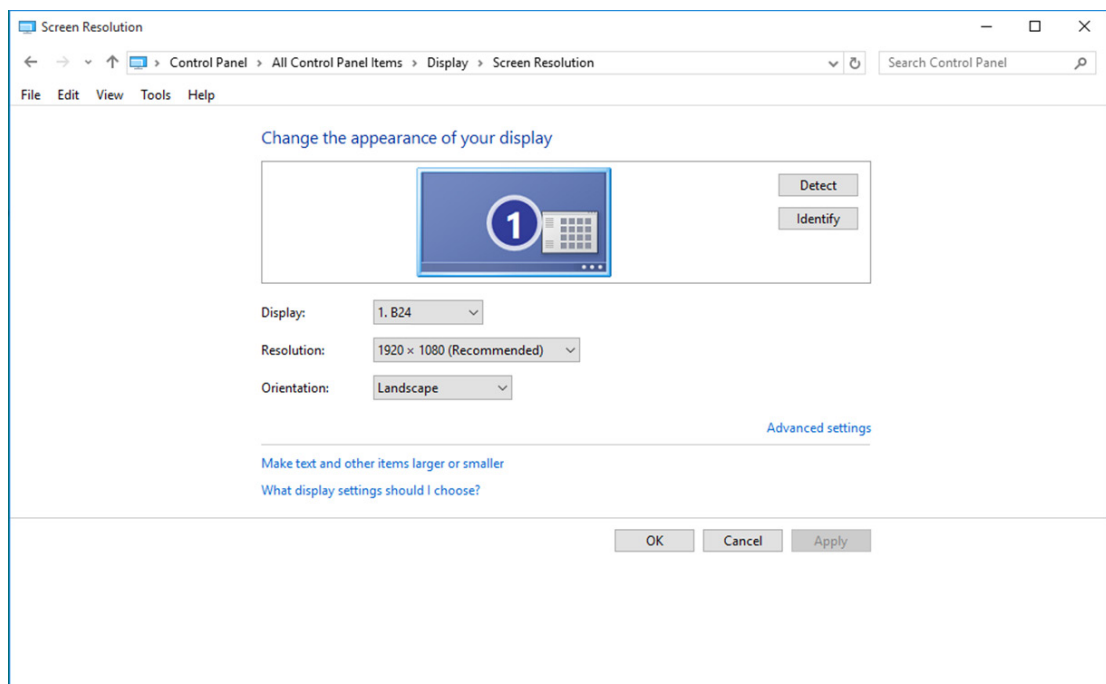 Screen Resolution
Control Panel > All Control Panel Items > Display > Screen Resolution
Search Control Panel
File Edit View Tools Help
Change the appearance of your display
1
Detect
Identify
Display: 1. B24
Resolution: 1920 × 1080 (Recommended)
Orientation: Landscape
Advanced settings
Make text and other items larger or smaller
What display settings should I choose?
OK Cancel Apply